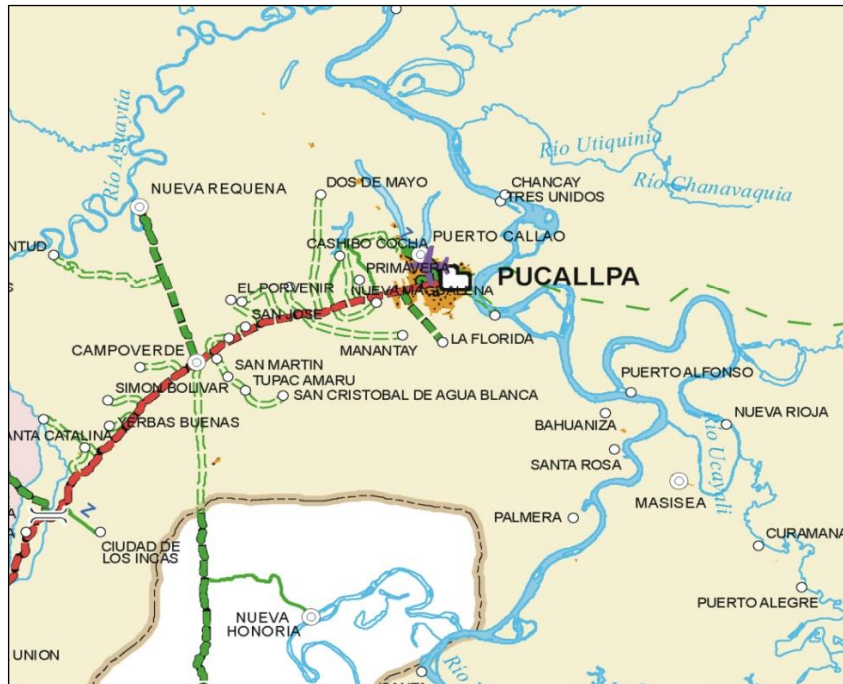 Río Aguaytia
Río Utiquinia
Río Chanavaquia
NUEVA REQUENA
DOS DE MAYO
CHANCAY
TRES UNIDOS
NTUD
CASHIBO COCHA
PUERTO CALLAO
PRIMAVERA
PUCALLPA
EL PORVENIR
NUEVA MAGDALENA
SAN JOSE
CAMPOVERDE
MANANTAY
LA FLORIDA
SAN MARTIN
TUPAC AMARU
PUERTO ALFONSO
SIMON BOLIVAR
SAN CRISTOBAL DE AGUA BLANCA
YERBAS BUENAS
BAHUANIZA
NUEVA RIOJA
ANTA CATALINA
SANTA ROSA
Río Ucayali
MASISEA
PALMERA
CIUDAD DE
LOS INCAS
CURAMANA
PUERTO ALEGRE
NUEVA
HONORIA
UNION
Río